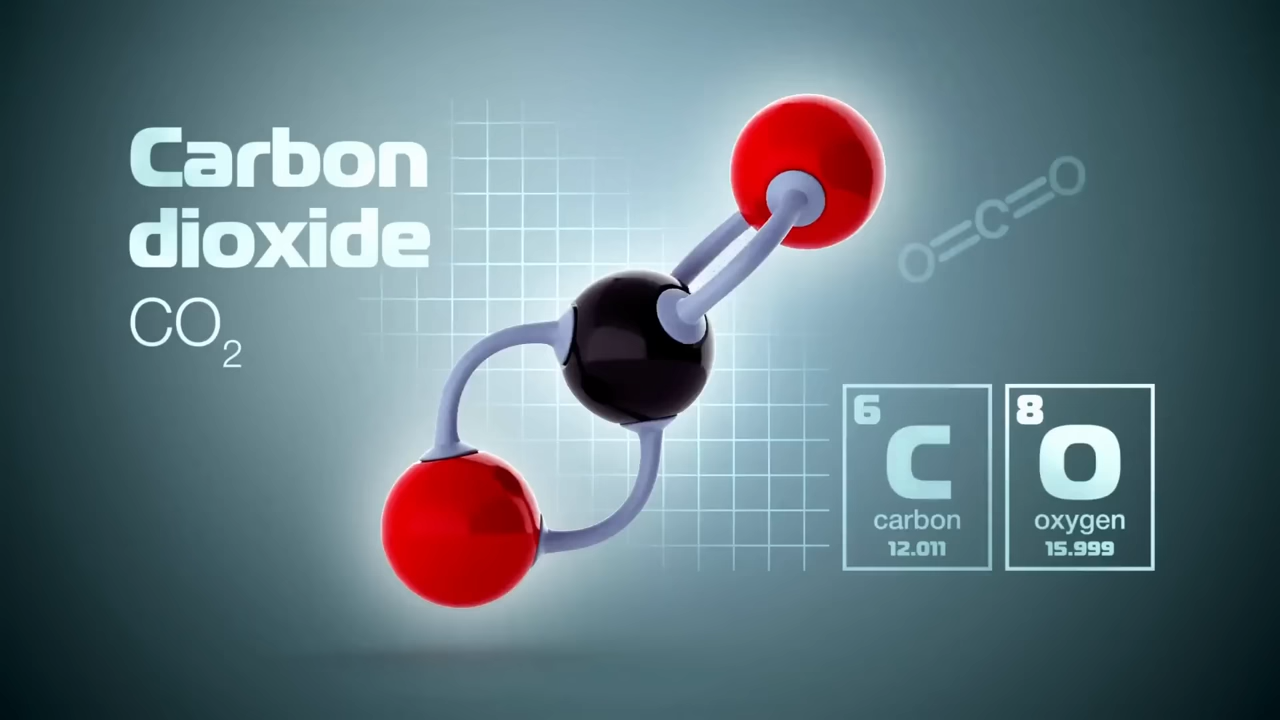 Carbon
dioxide
CO₂
O=C=O
6
C
carbon
12.011
8
O
oxygen
15.999